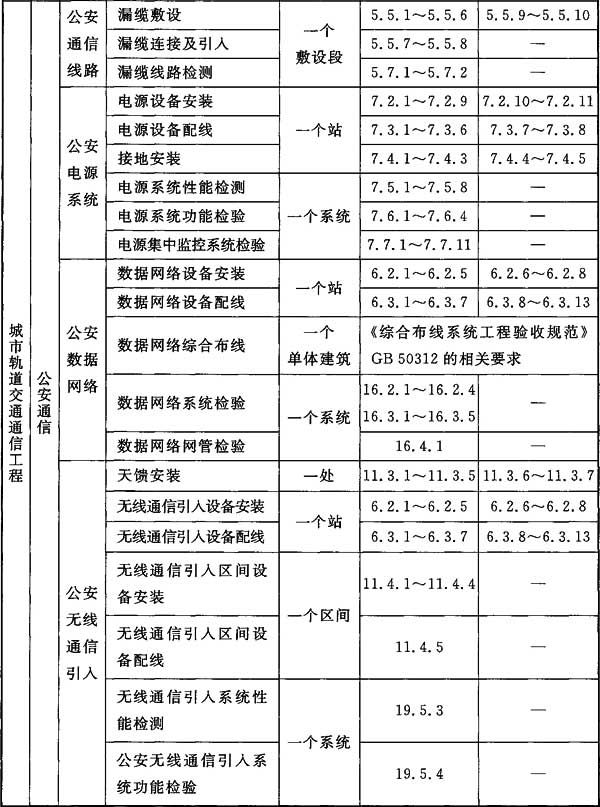 城市轨道交通通信工程
公安通信
公安
通信
线路
漏缆敷设
一个
敷设段
5.5.1～5.5.6
5.5.9～5.5.10
漏缆连接及引入
5.5.7～5.5.8
—
漏缆线路检测
5.7.1～5.7.2
—
公安
电源
系统
电源设备安装
一个站
7.2.1～7.2.9
7.2.10～7.2.11
电源设备配线
7.3.1～7.3.6
7.3.7～7.3.8
接地安装
7.4.1～7.4.3
7.4.4～7.4.5
电源系统性能检测
一个系统
7.5.1～7.5.8
—
电源系统功能检验
7.6.1～7.6.4
—
电源集中监控系统检验
7.7.1～7.7.11
—
公安
数据
网络
数据网络设备安装
一个站
6.2.1～6.2.5
6.2.6～6.2.8
数据网络设备配线
6.3.1～6.3.7
6.3.8～6.3.13
数据网络综合布线
一个
单体建筑
《综合布线系统工程验收规范》
GB 50312的相关要求
数据网络系统检验
一个系统
16.2.1～16.2.4
16.3.1～16.3.5
—
数据网络网管检验
16.4.1
—
公安
无线
通信
引入
天馈安装
一处
11.3.1～11.3.5
11.3.6～11.3.7
无线通信引入设备安装
一个站
6.2.1～6.2.5
6.2.6～6.2.8
无线通信引入设备配线
6.3.1～6.3.7
6.3.8～6.3.13
无线通信引入区间设
备安装
一个区间
11.4.1～11.4.4
—
无线通信引入区间设
备配线
11.4.5
—
无线通信引入系统性
能检测
一个系统
19.5.3
—
公安无线通信引入系
统功能检验
19.5.4
—